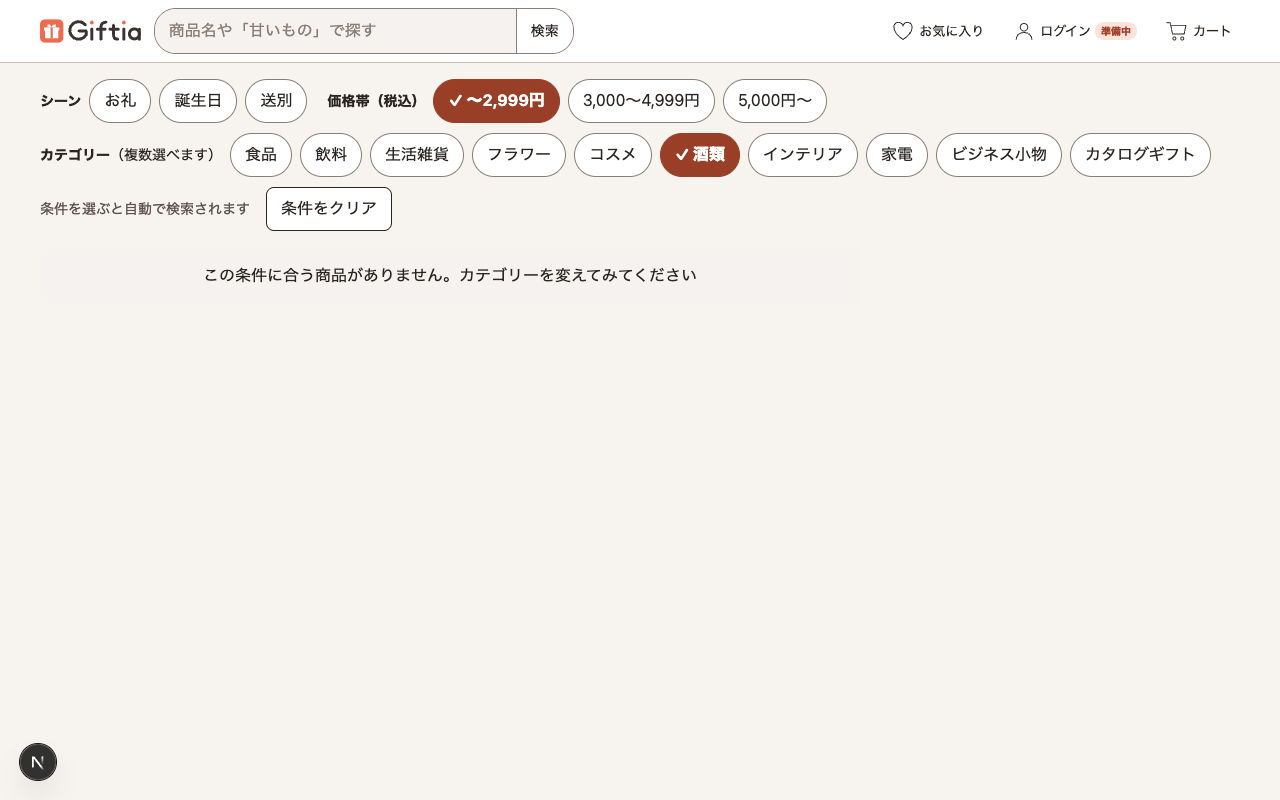 Giftia 商品名や「甘いもの」で探す 検索 お気に入り ログイン 準備中 カート
シーン お礼 誕生日 送別 価格帯（税込） ✓ 〜2,999円 3,000〜4,999円 5,000円〜
カテゴリー（複数選べます） 食品 飲料 生活雑貨 フラワー コスメ ✓ 酒類 インテリア 家電 ビジネス小物 カタログギフト
条件を選ぶと自動で検索されます 条件をクリア
この条件に合う商品がありません。カテゴリーを変えてみてください
N